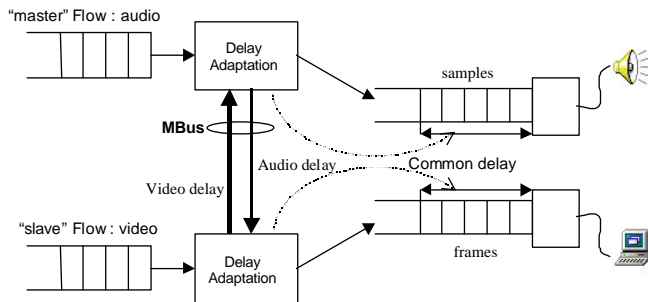 “master” Flow : audio
Delay
Adaptation
samples
MBus
Audio delay
Common delay
Video delay
“slave” Flow : video
Delay
Adaptation
frames